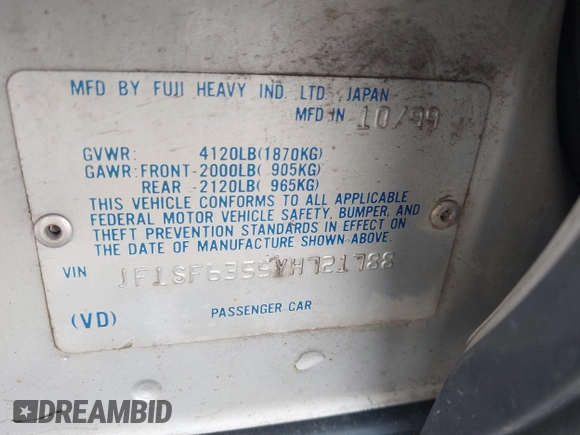 MFD BY FUJI HEAVY IND. LTD. JAPAN
MFD IN 10/99
GVWR: 4120LB(1870KG)
GAWR:FRONT-2000LB( 905KG)
REAR -2120LB( 965KG)
THIS VEHICLE CONFORMS TO ALL APPLICABLE
FEDERAL MOTOR VEHICLE SAFETY, BUMPER, AND
THEFT PREVENTION STANDARDS IN EFFECT ON
THE DATE OF MANUFACTURE SHOWN ABOVE.
VIN JF1SF6355YH721788
(VD) PASSENGER CAR
DREAMBID